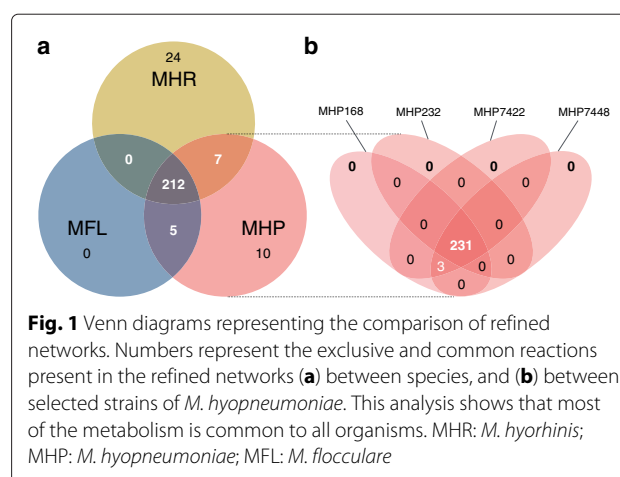 a
b
24
MHR
MHP168
MHP232
MHP7422
MHP7448
0
7
212
MFL
0
5
MHP
10
0
0
0
0
0
0
0
0
0
231
0
3
0
0
0
Fig. 1 Venn diagrams representing the comparison of refined
networks. Numbers represent the exclusive and common reactions
present in the refined networks (a) between species, and (b) between
selected strains of M. hyopneumoniae. This analysis shows that most
of the metabolism is common to all organisms. MHR: M. hyorhinis;
MHP: M. hyopneumoniae; MFL: M. flocculare